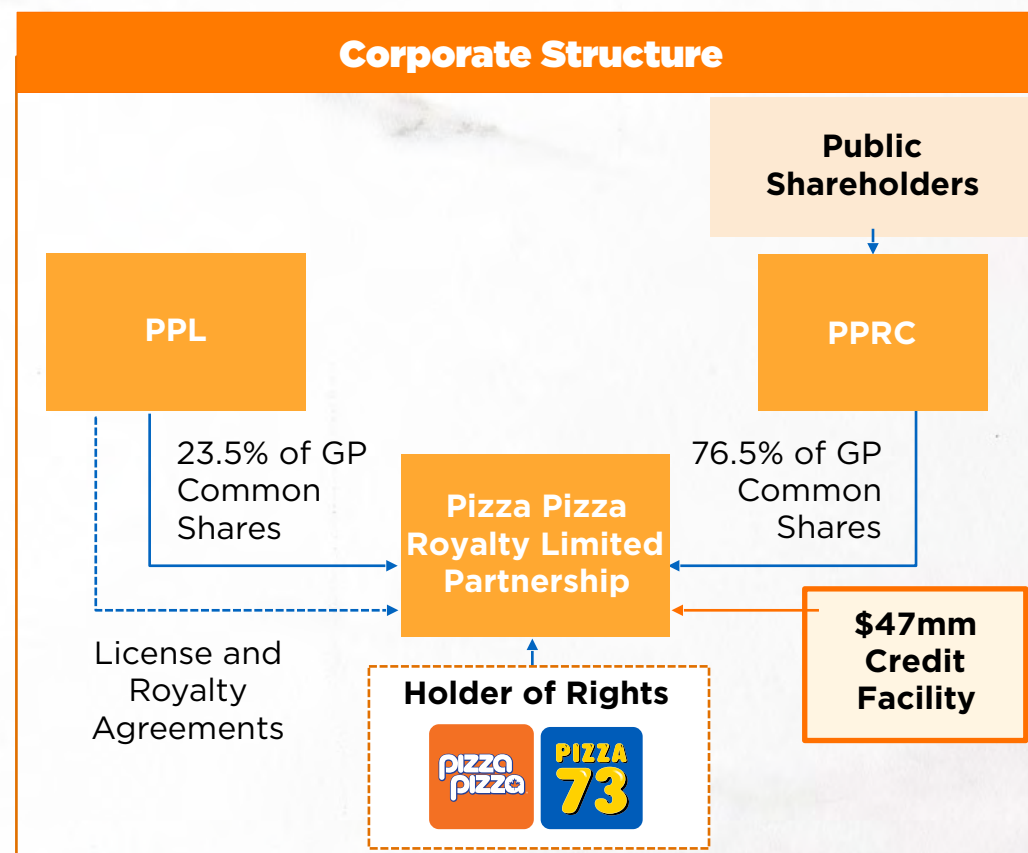 Corporate Structure
Public
Shareholders
PPL
PPRC
23.5% of GP
Common
Shares
76.5% of GP
Common
Shares
Pizza Pizza
Royalty Limited
Partnership
License and
Royalty
Agreements
$47mm
Credit
Facility
Holder of Rights
pizza
pizza
PIZZA
73